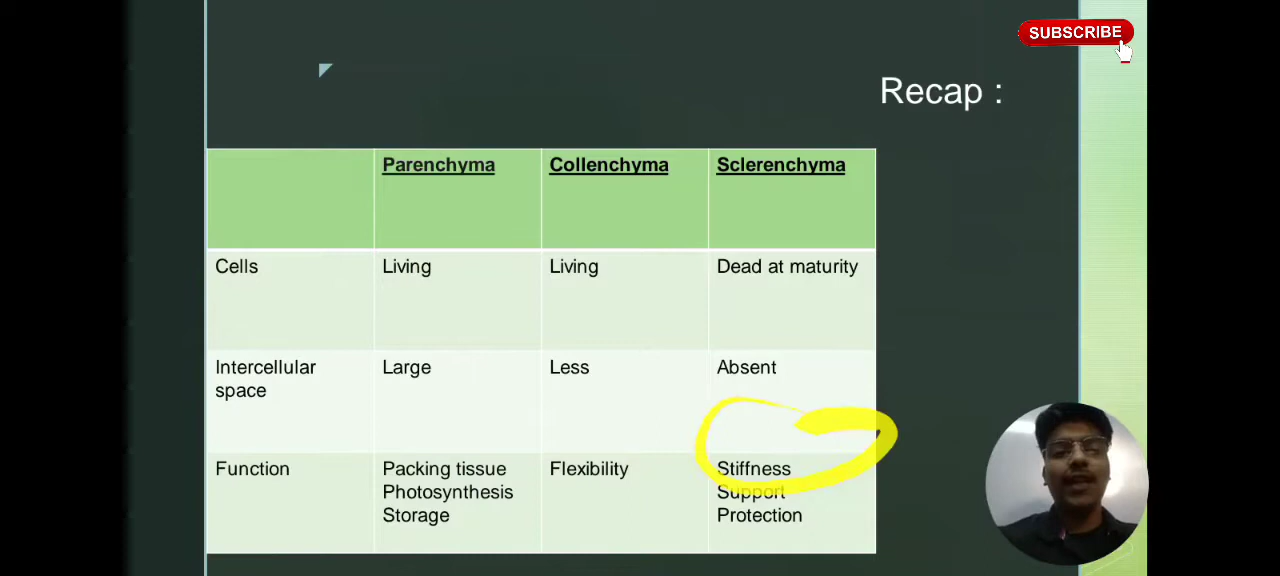 SUBSCRIBE
Recap :
Parenchyma Collenchyma Sclerenchyma
Cells Living Living Dead at maturity
Intercellular space Large Less Absent
Function Packing tissue Photosynthesis Storage Flexibility Stiffness Support Protection